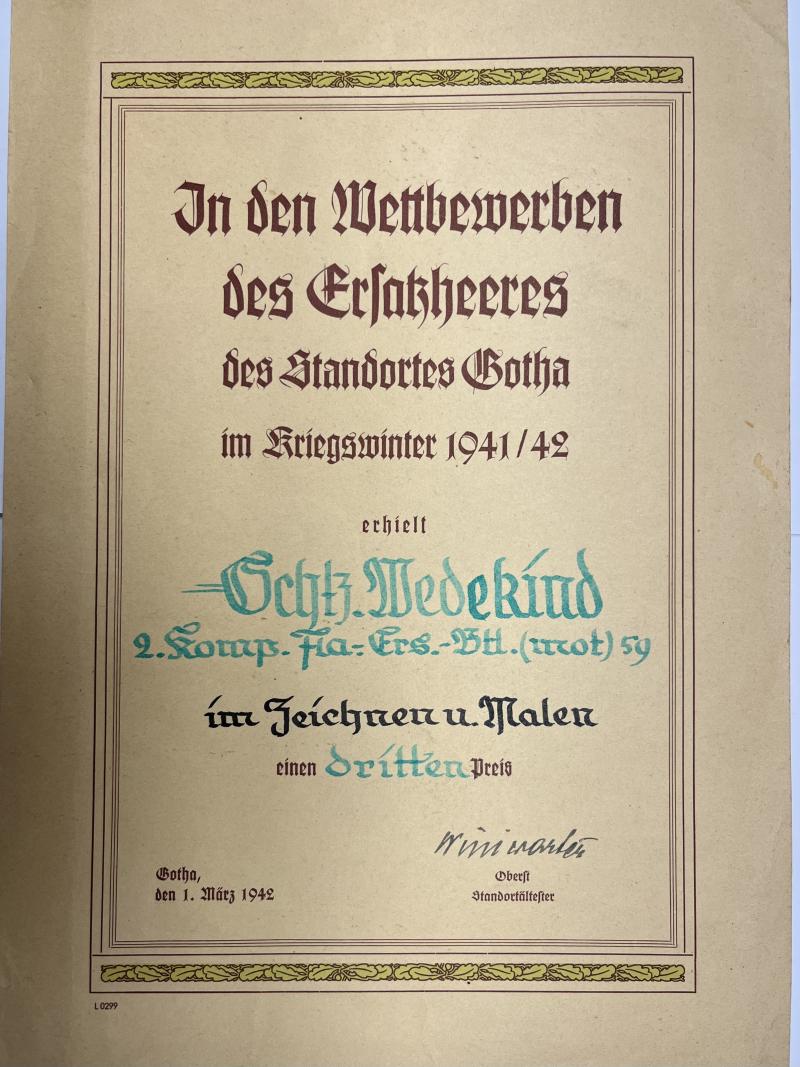 In den Wettbewerben
des Ersatzheeres
des Standortes Gotha
im Kriegswinter 1941/42
erhielt
Schtz. Wedekind
2. Komp. Fla-Ers.-Btl. (mot) 59
im Zeichnen u. Malen
einen dritten Preis
Winiwarter
Gotha,
den 1. März 1942
Oberst
Standortältester
L 0299